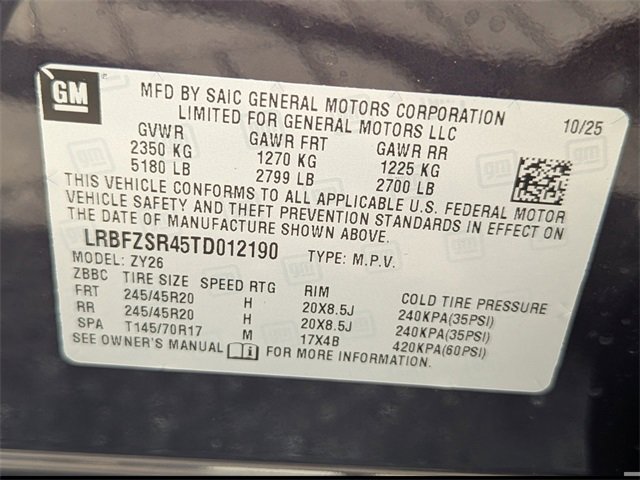 GM
MFD BY SAIC GENERAL MOTORS CORPORATION
LIMITED FOR GENERAL MOTORS LLC
10/25
GVWR GAWR FRT GAWR RR
2350 KG 1270 KG 1225 KG
5180 LB 2799 LB 2700 LB
THIS VEHICLE CONFORMS TO ALL APPLICABLE U.S. FEDERAL MOTOR
VEHICLE SAFETY AND THEFT PREVENTION STANDARDS IN EFFECT ON
THE DATE OF MANUFACTURE SHOWN ABOVE.
LRBFZSR45TD012190 TYPE: M.P.V.
MODEL: ZY26
ZBBC TIRE SIZE SPEED RTG RIM COLD TIRE PRESSURE
FRT 245/45R20 H 20X8.5J 240KPA(35PSI)
RR 245/45R20 H 20X8.5J 240KPA(35PSI)
SPA T145/70R17 M 17X4B 420KPA(60PSI)
SEE OWNER'S MANUAL FOR MORE INFORMATION.